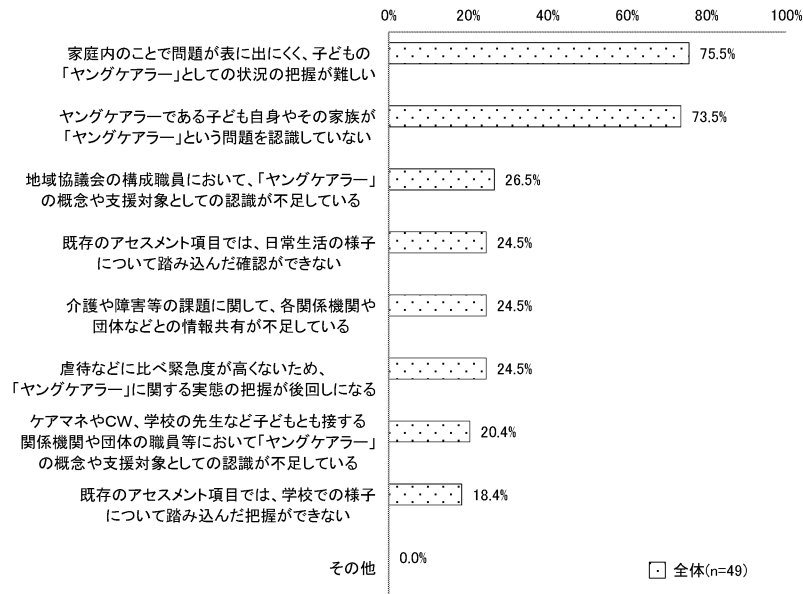 0% 20% 40% 60% 80% 100%
家庭内のことで問題が表に出にくく、子どもの
「ヤングケアラー」としての状況の把握が難しい
75.5%
ヤングケアラーである子ども自身やその家族が
「ヤングケアラー」という問題を認識していない
73.5%
地域協議会の構成職員において、「ヤングケアラー」
の概念や支援対象としての認識が不足している
26.5%
既存のアセスメント項目では、日常生活の様子
について踏み込んだ確認ができない
24.5%
介護や障害等の課題に関して、各関係機関や
団体などとの情報共有が不足している
24.5%
虐待などに比べ緊急度が高くないため、
「ヤングケアラー」に関する実態の把握が後回しになる
24.5%
ケアマネやCW、学校の先生など子どもとも接する
関係機関や団体の職員等において「ヤングケアラー」
の概念や支援対象としての認識が不足している
20.4%
既存のアセスメント項目では、学校での様子
について踏み込んだ把握ができない
18.4%
その他
0.0%
全体(n=49)